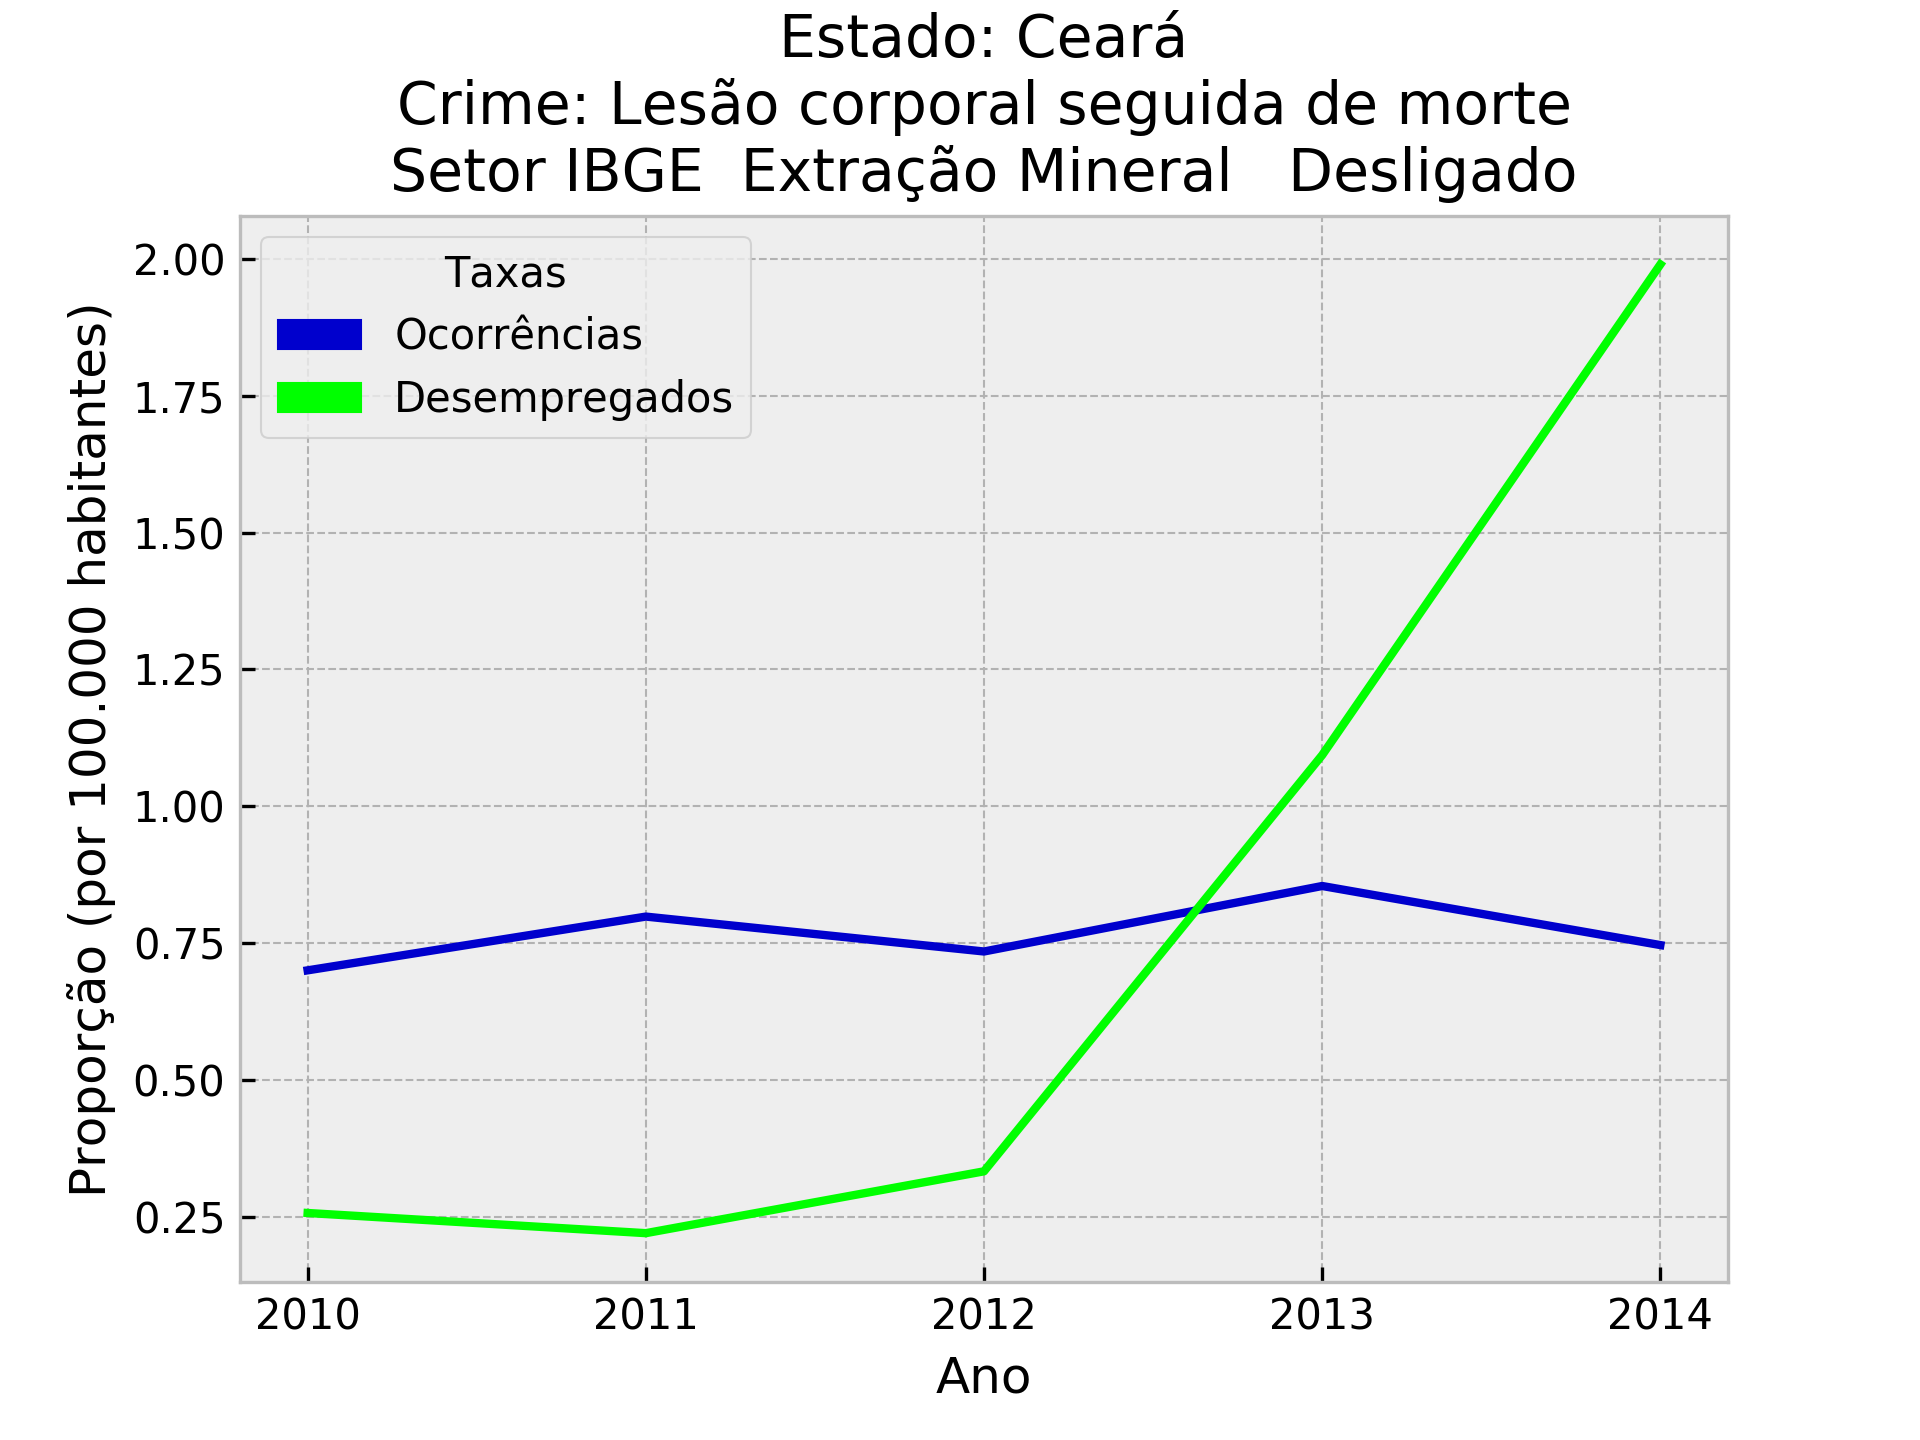 Estado: Ceará
Crime: Lesão corporal seguida de morte
Setor IBGE  Extração Mineral   Desligado
Proporção (por 100.000 habitantes)
2.00
1.75
1.50
1.25
1.00
0.75
0.50
0.25
Taxas
Ocorrências
Desempregados
2010 2011 2012 2013 2014
Ano